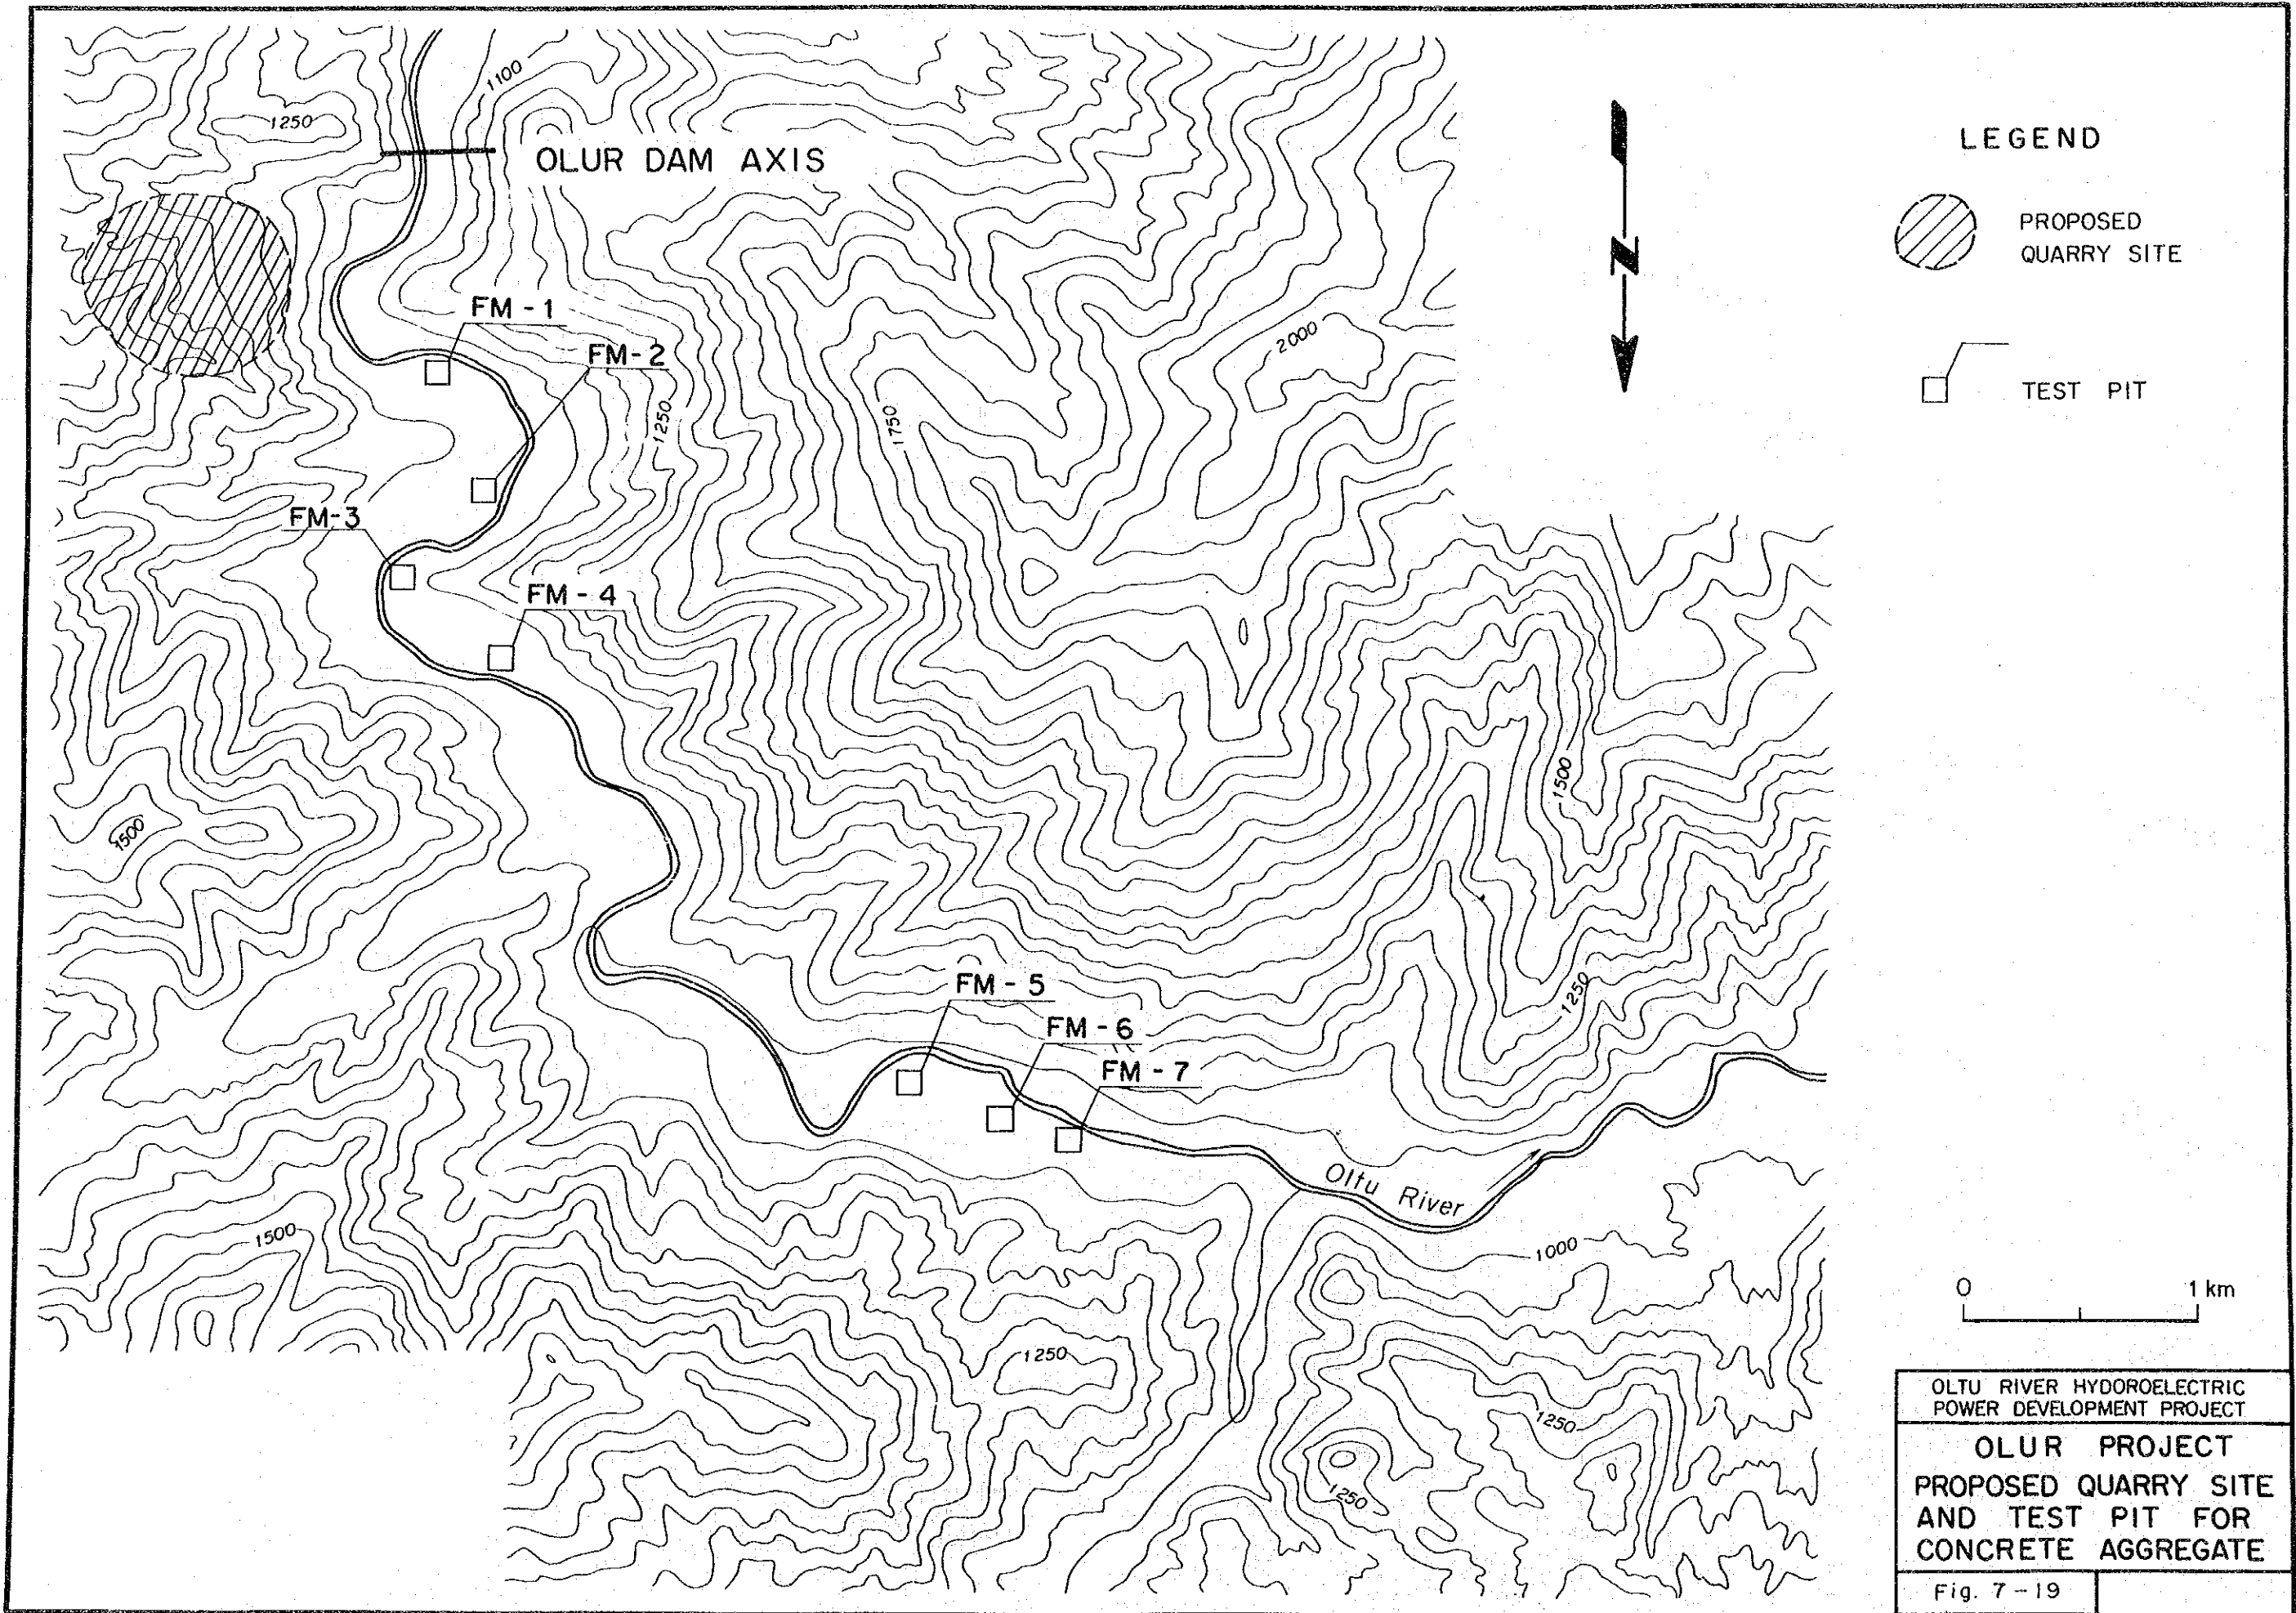 1100
1250
OLUR DAM AXIS
FM - 1
FM - 2
1250
1750
2000
FM - 3
FM - 4
1500
1500
1250
FM - 5
FM - 6
FM - 7
Oltu River
1500
1000
1250
1250
1250
N
LEGEND
PROPOSED
QUARRY SITE
TEST PIT
0 1 km
OLTU RIVER HYDOROELECTRIC
POWER DEVELOPMENT PROJECT
OLUR PROJECT
PROPOSED QUARRY SITE
AND TEST PIT FOR
CONCRETE AGGREGATE
Fig. 7 - 19